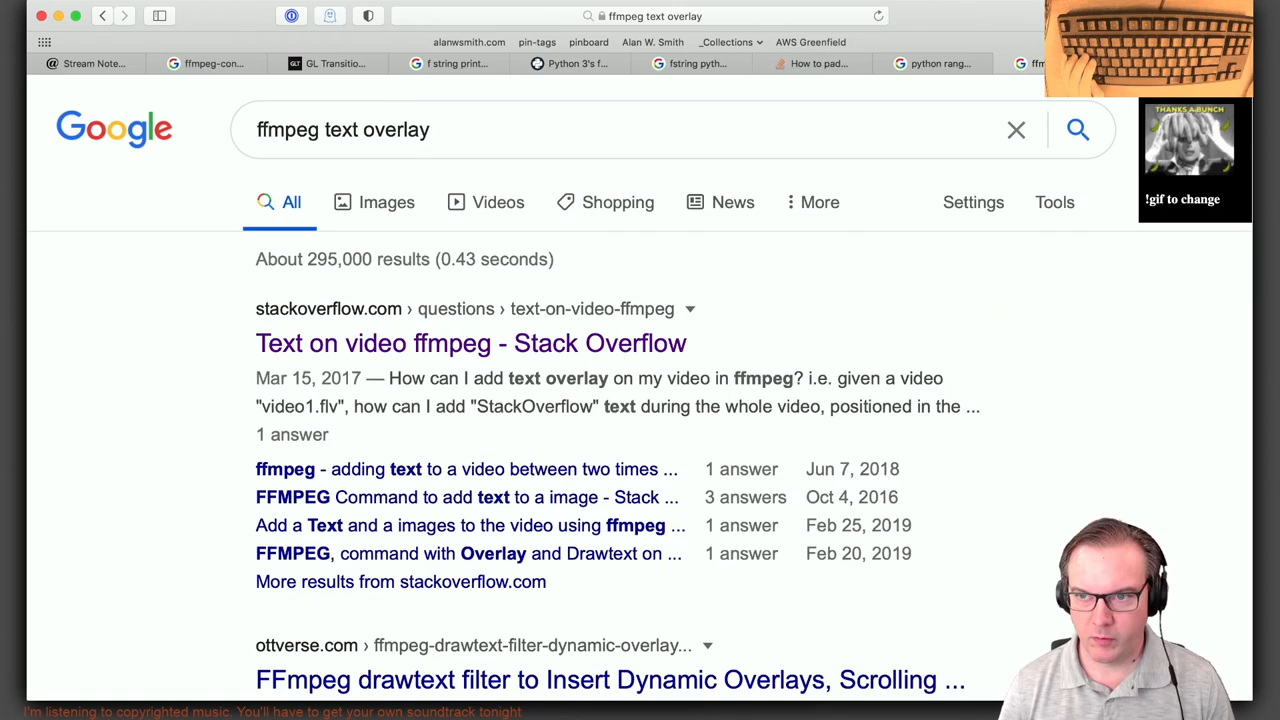 ffmpeg text overlay
alanwsmith.com pin-tags pinboard Alan W. Smith _Collections AWS Greenfield
Stream Note... ffmpeg-con... GLT GL Transitio... f string print... Python 3's f... fstring pyth... How to pad... python rang... ffm
Google
ffmpeg text overlay
All Images Videos Shopping News More Settings Tools
THANKS A BUNCH
!gif to change
About 295,000 results (0.43 seconds)
stackoverflow.com › questions › text-on-video-ffmpeg
Text on video ffmpeg - Stack Overflow
Mar 15, 2017 — How can I add text overlay on my video in ffmpeg? i.e. given a video
"video1.flv", how can I add "StackOverflow" text during the whole video, positioned in the ...
1 answer
ffmpeg - adding text to a video between two times ... 1 answer Jun 7, 2018
FFMPEG Command to add text to a image - Stack ... 3 answers Oct 4, 2016
Add a Text and a images to the video using ffmpeg ... 1 answer Feb 25, 2019
FFMPEG, command with Overlay and Drawtext on ... 1 answer Feb 20, 2019
More results from stackoverflow.com
ottverse.com › ffmpeg-drawtext-filter-dynamic-overlay...
FFmpeg drawtext filter to Insert Dynamic Overlays, Scrolling ...
I'm listening to copyrighted music. You'll have to get your own soundtrack tonight